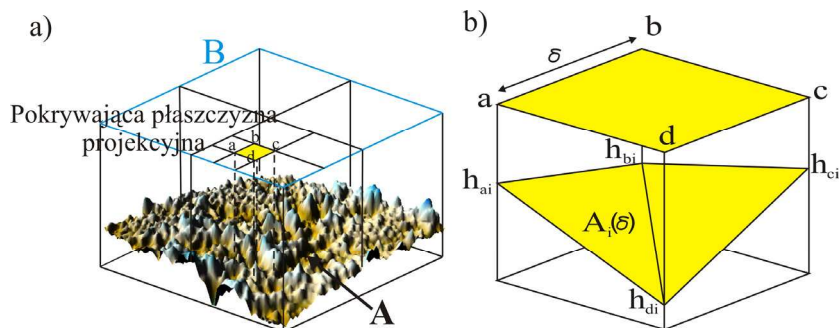 a)
B
Pokrywająca płaszczyzna
projekcyjna
a b c
d
A
b)
δ
b
a
c
d
h_bi
h_ai
h_ci
A_i(δ)
h_di